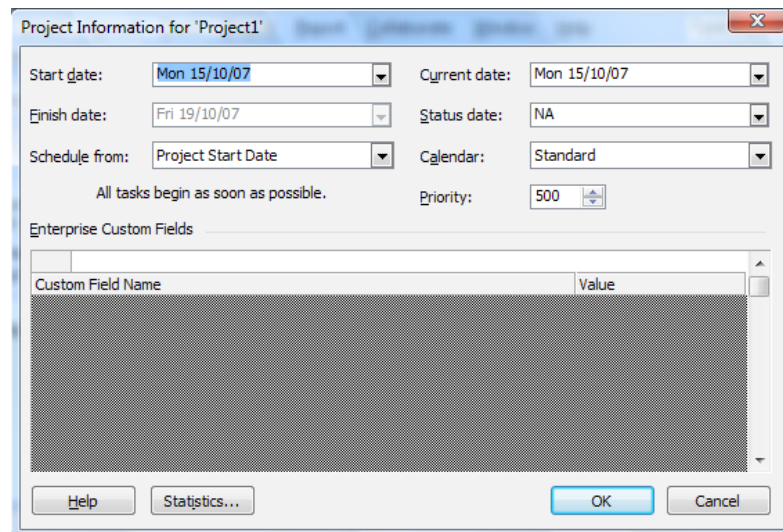 Project Information for 'Project1'
Start date: Mon 15/10/07 Current date: Mon 15/10/07
Finish date: Fri 19/10/07 Status date: NA
Schedule from: Project Start Date Calendar: Standard
All tasks begin as soon as possible. Priority: 500
Enterprise Custom Fields
Custom Field Name Value
Help Statistics... OK Cancel